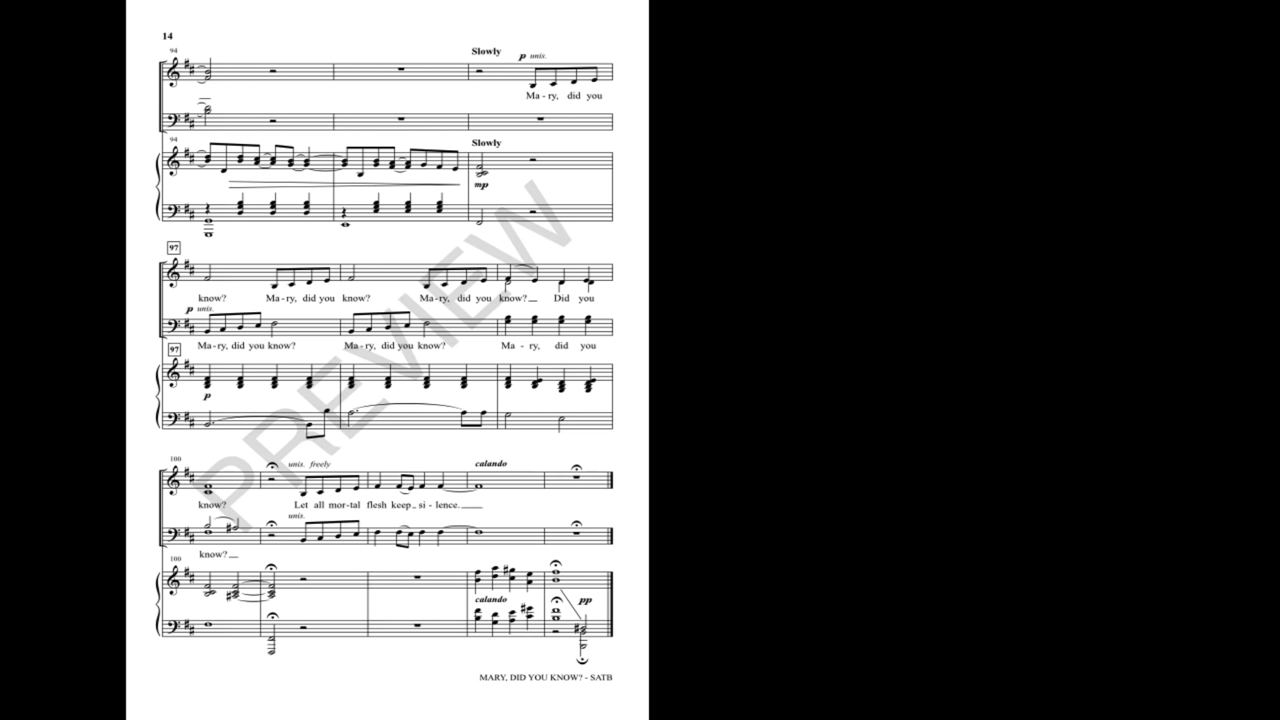 14
94
Slowly
p unis.
Ma - ry, did you
94
Slowly
mp
97
know? Ma - ry, did you know? Ma - ry, did you know? Did you
p unis.
Ma - ry, did you know? Ma - ry, did you know? Ma - ry, did you
97
p
100
unis. freely
calando
know? Let all mor - tal flesh keep si - lence.
unis.
know?
100
calando
pp
PREVIEW
MARY, DID YOU KNOW? - SATB